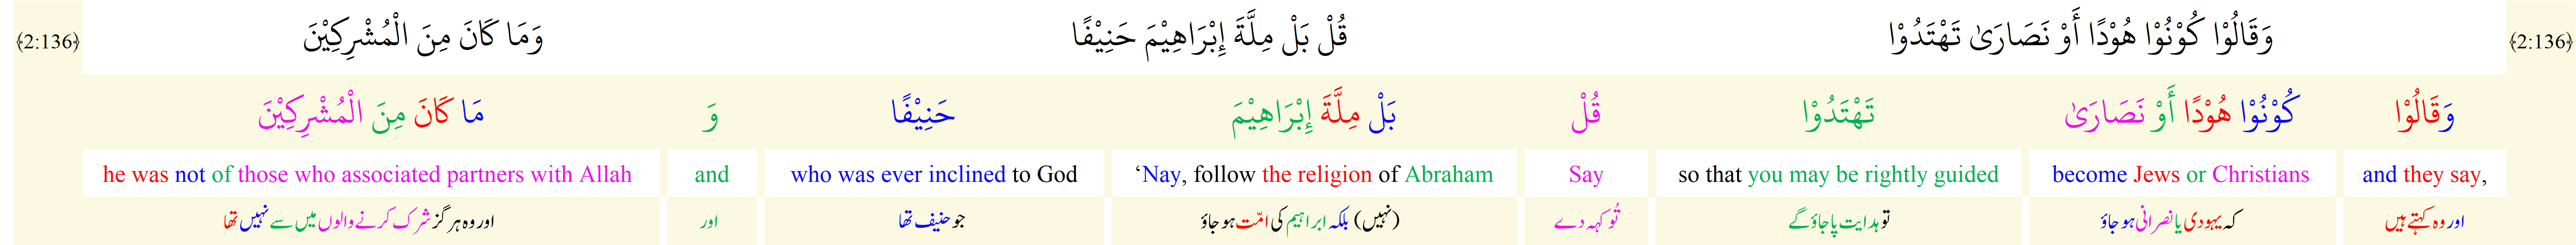 ﴿2:136﴾ وَقَالُوْا كُوْنُوْا هُوْدًا أَوْ نَصَارَىٰ تَهْتَدُوْا قُلْ بَلْ مِلَّةَ إِبْرَاهِيْمَ حَنِيْفًا وَمَا كَانَ مِنَ الْمُشْرِكِيْنَ ﴿2:136﴾
وَقَالُوْا كُوْنُوْا هُوْدًا أَوْ نَصَارَىٰ تَهْتَدُوْا قُلْ بَلْ مِلَّةَ إِبْرَاهِيْمَ حَنِيْفًا وَ مَا كَانَ مِنَ الْمُشْرِكِيْنَ
and they say, become Jews or Christians so that you may be rightly guided Say ‘Nay, follow the religion of Abraham who was ever inclined to God and he was not of those who associated partners with Allah
اور وہ کہتے ہیں کہ یہودی یا نصرانی ہو جاؤ تو ہدایت پا جاؤ گے تُو کہہ دے (نہیں) بلکہ ابراہیم کی امّت ہو جاؤ جو حنیف تھا اور اور وہ ہرگز شرک کرنے والوں میں سے نہیں تھا